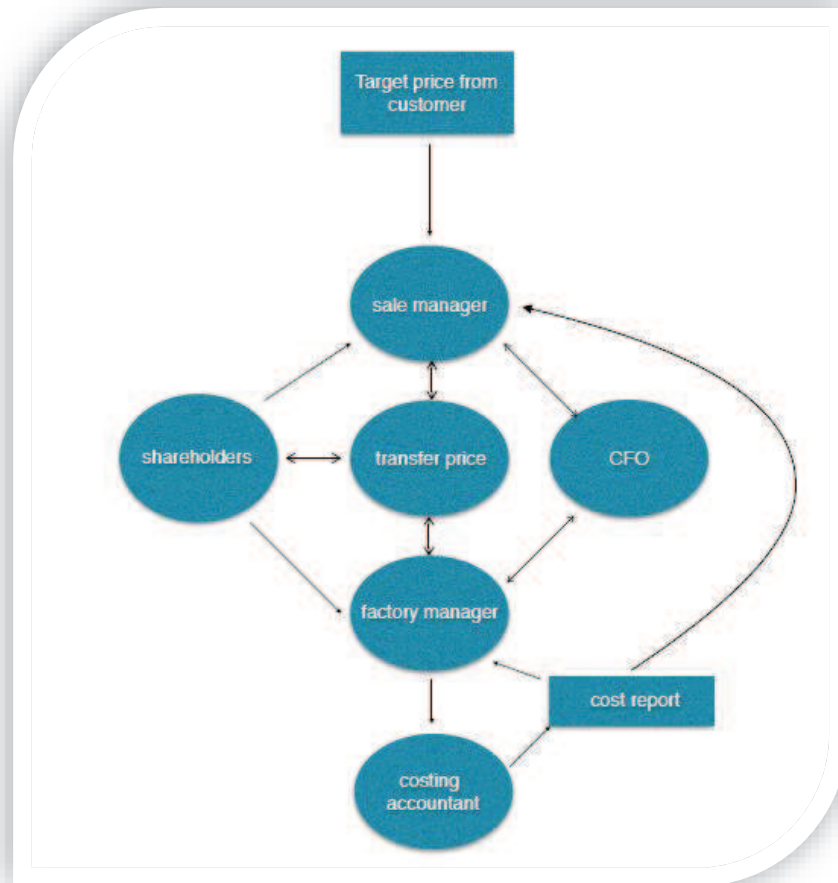 Target price from
customer
sale manager
shareholders
transfer price
CFO
factory manager
cost report
costing
accountant